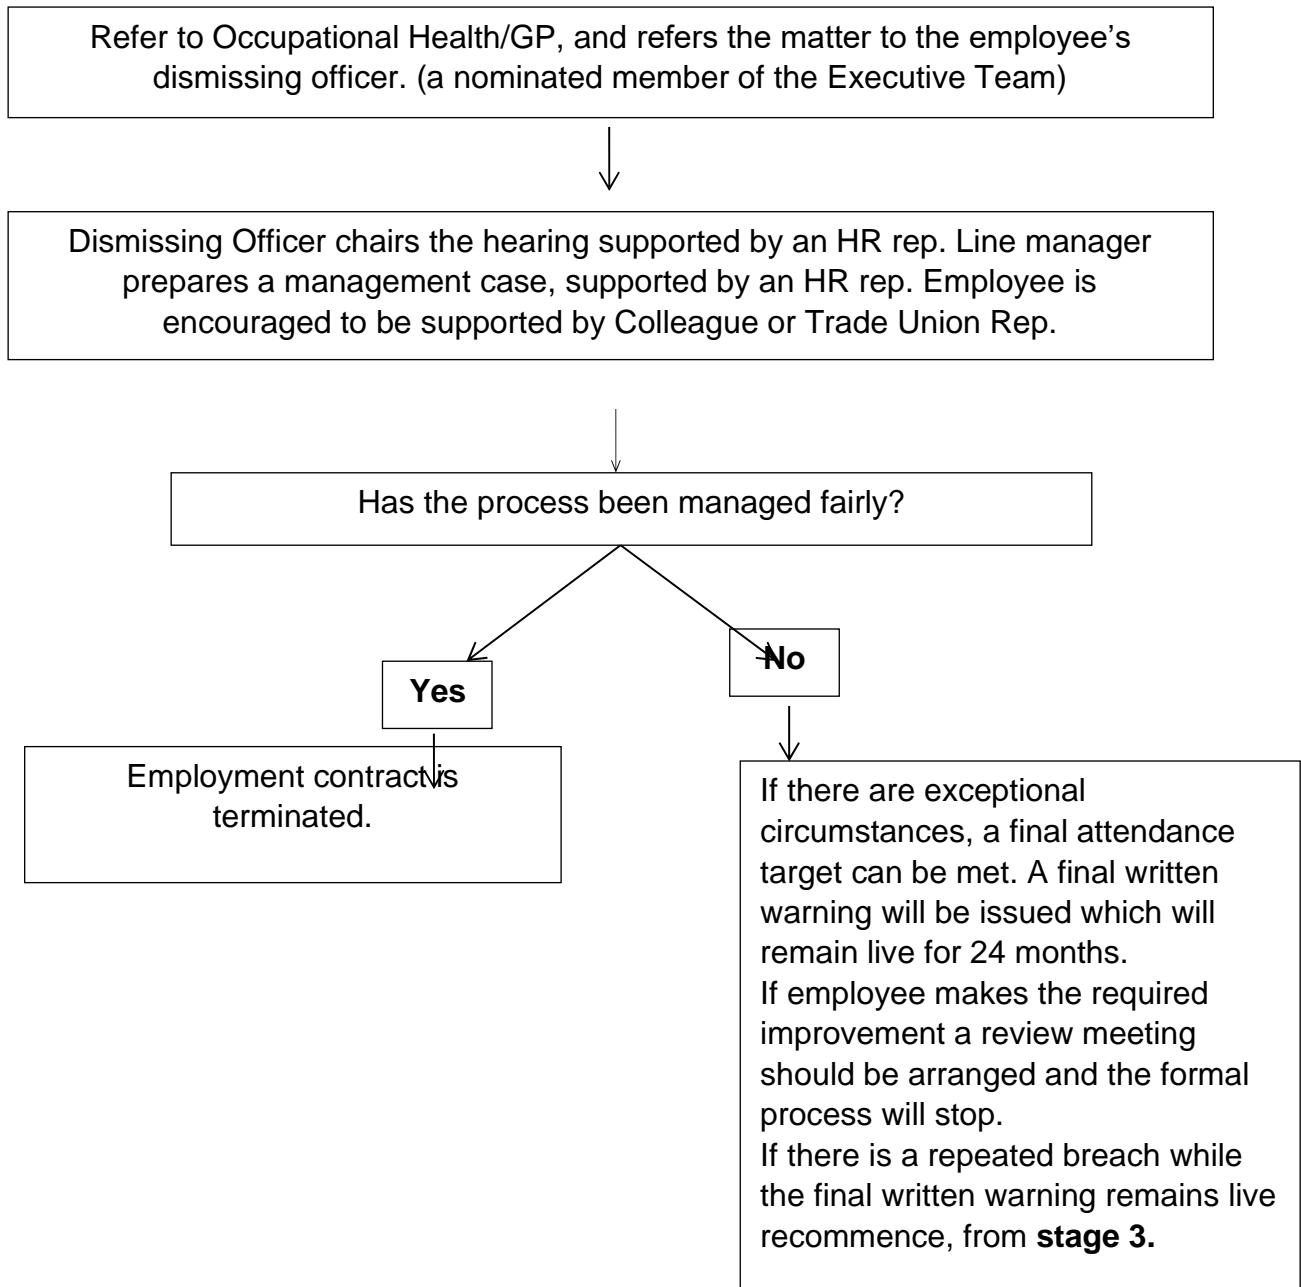 Refer to Occupational Health/GP, and refers the matter to the employee’s
dismissing officer. (a nominated member of the Executive Team)
Dismissing Officer chairs the hearing supported by an HR rep. Line manager
prepares a management case, supported by an HR rep. Employee is
encouraged to be supported by Colleague or Trade Union Rep.
Has the process been managed fairly?
Yes
No
Employment contract is
terminated.
If there are exceptional
circumstances, a final attendance
target can be met. A final written
warning will be issued which will
remain live for 24 months.
If employee makes the required
improvement a review meeting
should be arranged and the formal
process will stop.
If there is a repeated breach while
the final written warning remains live
recommence, from stage 3.